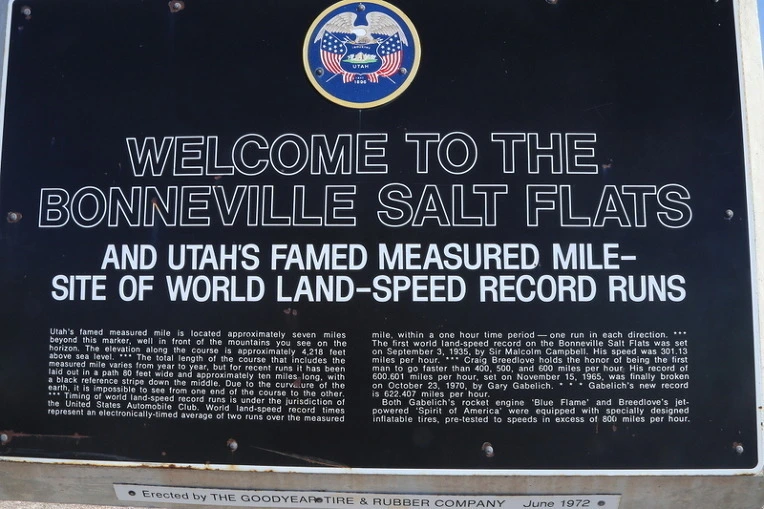 UTAH
1896
WELCOME TO THE
BONNEVILLE SALT FLATS
AND UTAH'S FAMED MEASURED MILE-
SITE OF WORLD LAND-SPEED RECORD RUNS
Utah's famed measured mile is located approximately seven miles
beyond this marker, well in front of the mountains you see on the
horizon. The elevation along the course is approximately 4,218 feet
above sea level. *** The total length of the course that includes the
measured mile varies from year to year, but for recent runs it has been
laid out in a path 80 feet wide and approximately ten miles long, with
a black reference stripe down the middle. Due to the curvature of the
earth, it is impossible to see from one end of the course to the other.
*** Timing of world land-speed record runs is under the jurisdiction of
the United States Automobile Club. World land-speed record times
represent an electronically-timed average of two runs over the measured
mile, within a one hour time period — one run in each direction. ***
The first world land-speed record on the Bonneville Salt Flats was set
on September 3, 1935, by Sir Malcolm Campbell. His speed was 301.13
miles per hour. *** Craig Breedlove holds the honor of being the first
man to go faster than 400, 500, and 600 miles per hour. His record of
600.601 miles per hour, set on November 15, 1965, was finally broken
on October 23, 1970, by Gary Gabelich. * * * Gabelich's new record
is 622.407 miles per hour.
Both Gabelich's rocket engine 'Blue Flame' and Breedlove's jet-
powered 'Spirit of America' were equipped with specially designed
inflatable tires, pre-tested to speeds in excess of 800 miles per hour.
Erected by THE GOODYEAR TIRE & RUBBER COMPANY June 1972